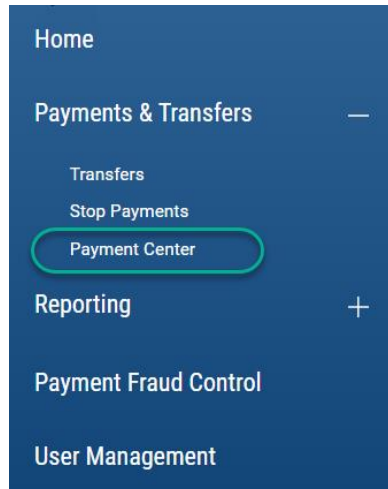 Home
Payments & Transfers
Transfers
Stop Payments
Payment Center
Reporting
Payment Fraud Control
User Management